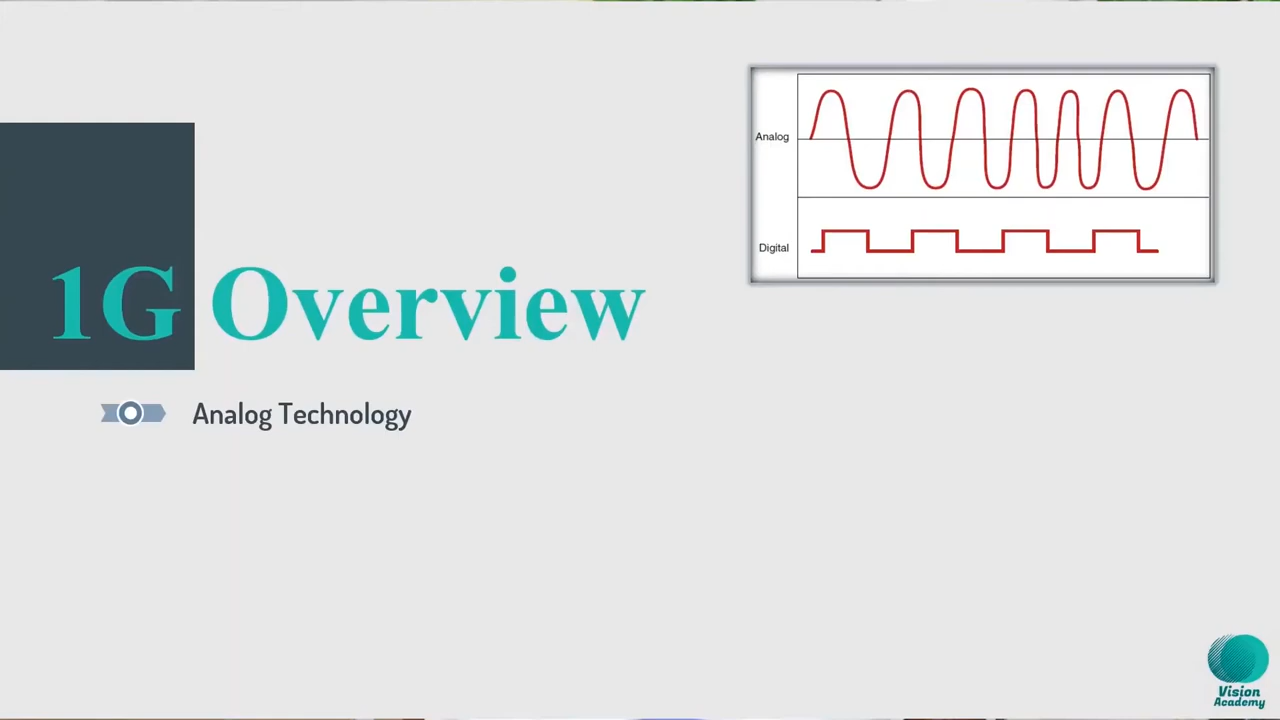 Analog
Digital
1G Overview
Analog Technology
Vision
Academy